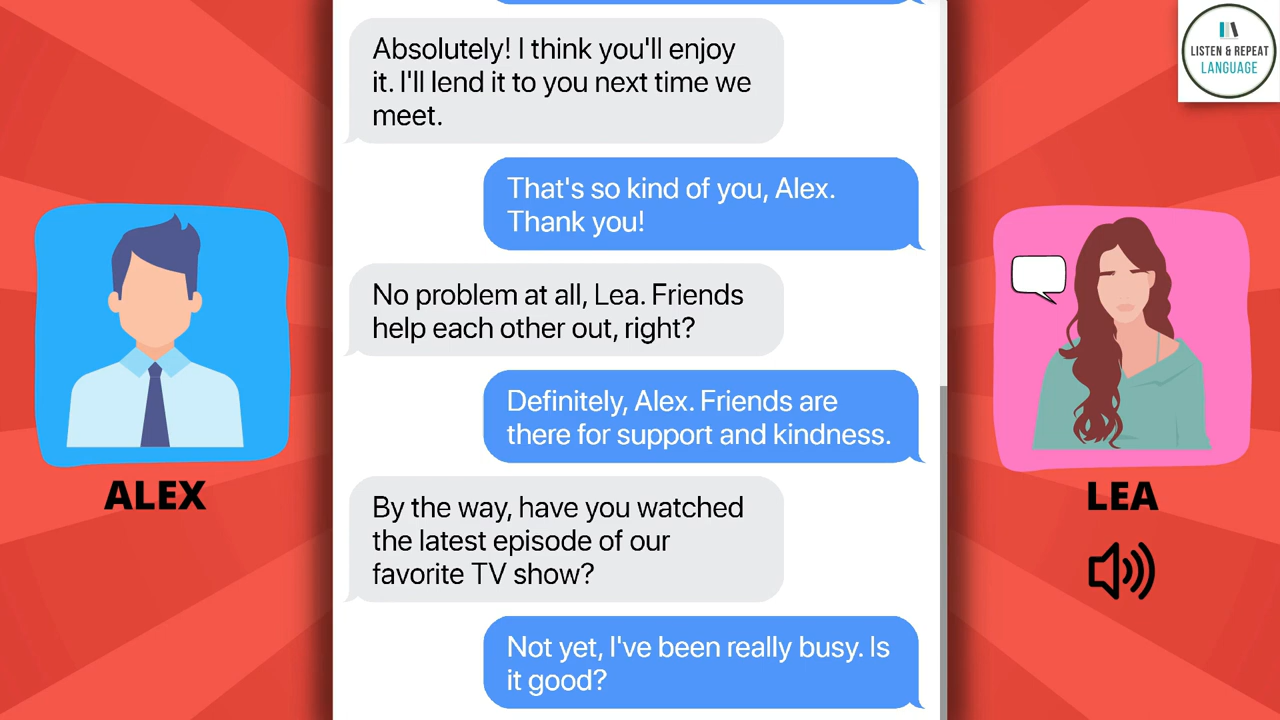 Absolutely! I think you'll enjoy
it. I'll lend it to you next time we
meet.
That's so kind of you, Alex.
Thank you!
No problem at all, Lea. Friends
help each other out, right?
Definitely, Alex. Friends are
there for support and kindness.
By the way, have you watched
the latest episode of our
favorite TV show?
Not yet, I've been really busy. Is
it good?
ALEX
LEA
LISTEN & REPEAT
LANGUAGE